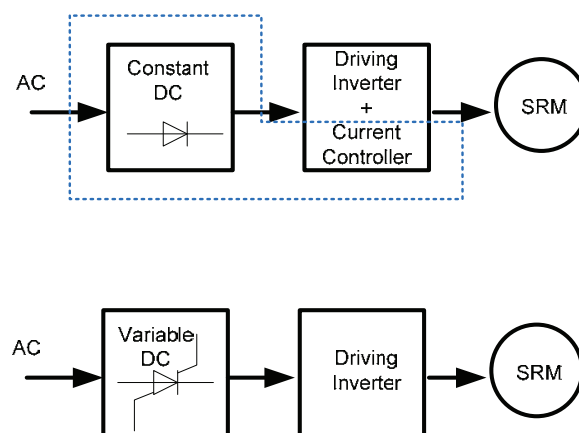 AC
Constant
DC
Driving
Inverter
+
Current
Controller
SRM
AC
Variable
DC
Driving
Inverter
SRM